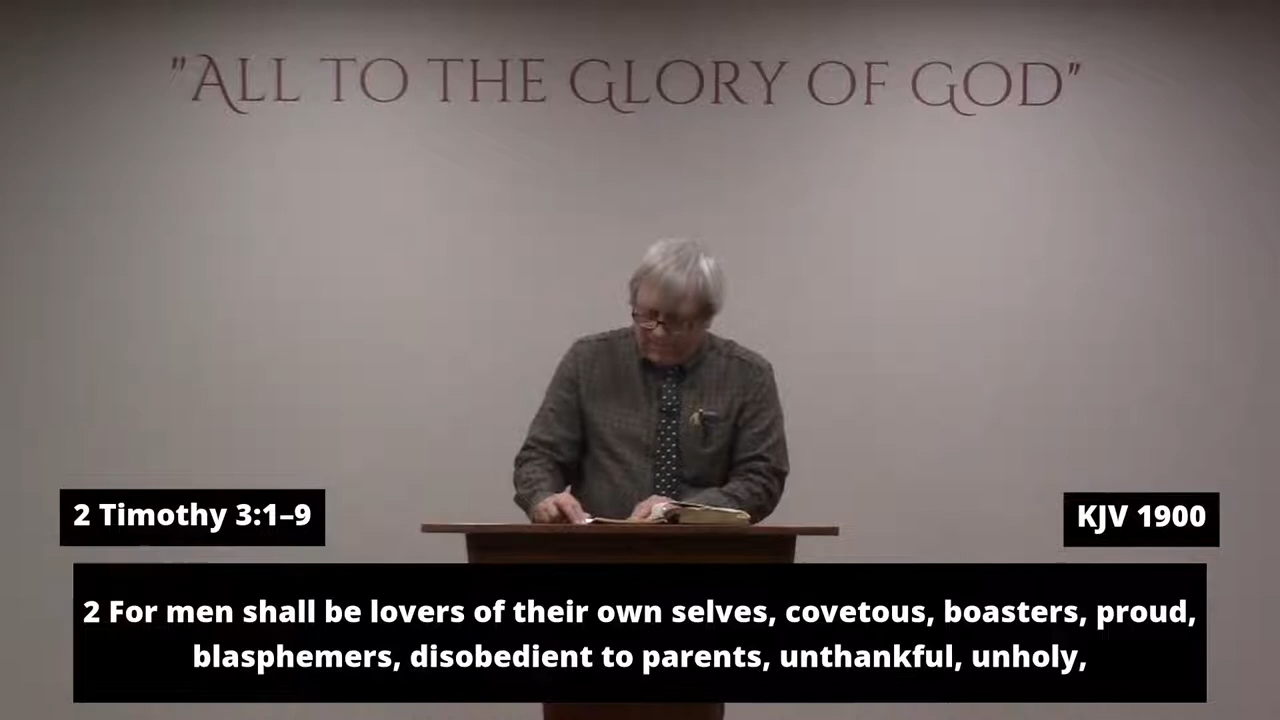 "ALL TO THE GLORY OF GOD"
2 Timothy 3:1–9
KJV 1900
2 For men shall be lovers of their own selves, covetous, boasters, proud,
blasphemers, disobedient to parents, unthankful, unholy,